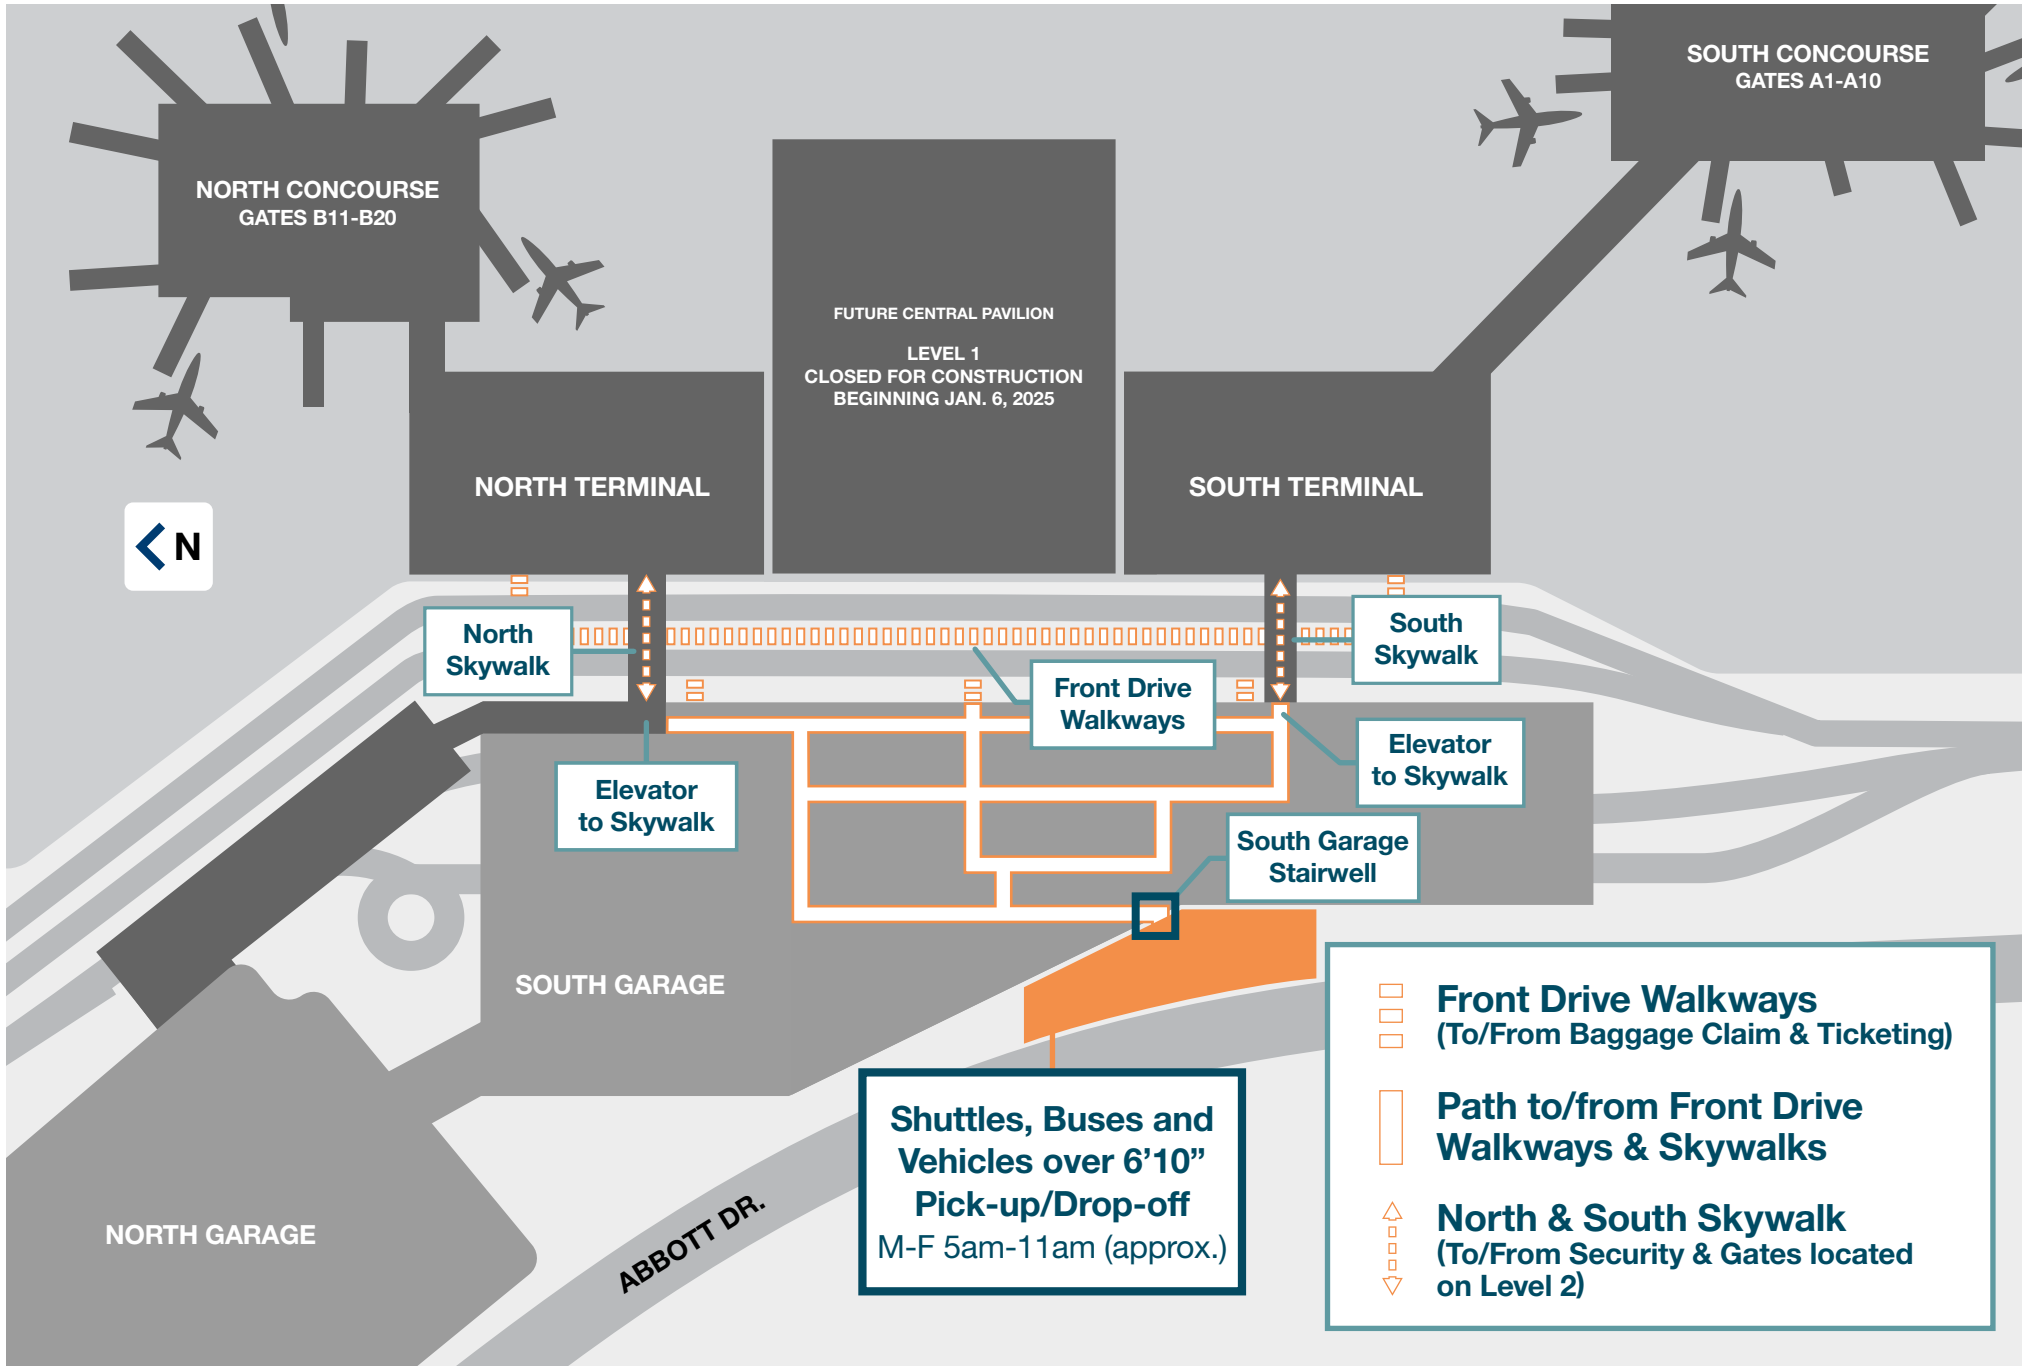 SOUTH CONCOURSE
GATES A1-A10
NORTH CONCOURSE
GATES B11-B20
FUTURE CENTRAL PAVILION
LEVEL 1
CLOSED FOR CONSTRUCTION
BEGINNING JAN. 6, 2025
NORTH TERMINAL
SOUTH TERMINAL
N
North
Skywalk
South
Skywalk
Front Drive
Walkways
Elevator
to Skywalk
Elevator
to Skywalk
South Garage
Stairwell
SOUTH GARAGE
NORTH GARAGE
ABBOTT DR.
Shuttles, Buses and
Vehicles over 6’10”
Pick-up/Drop-off
M-F 5am-11am (approx.)
Front Drive Walkways
(To/From Baggage Claim & Ticketing)
Path to/from Front Drive
Walkways & Skywalks
North & South Skywalk
(To/From Security & Gates located
on Level 2)